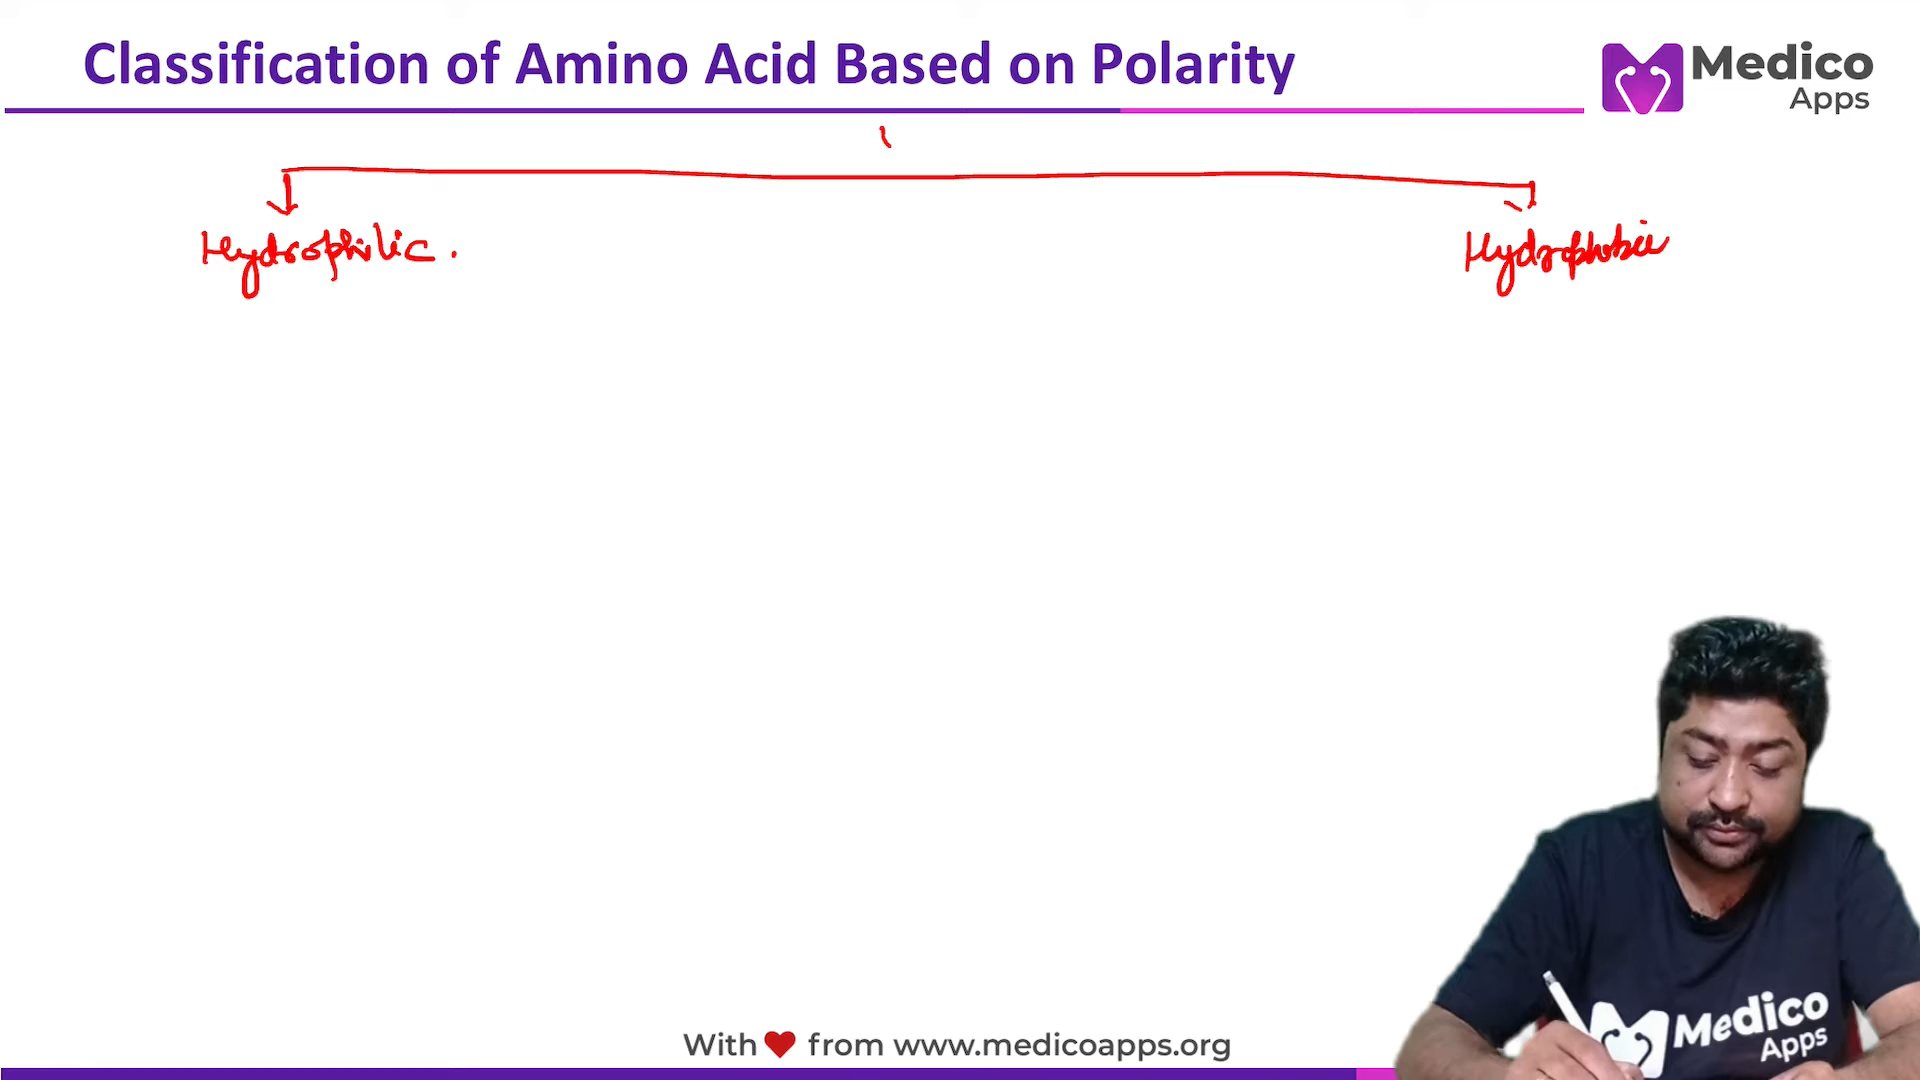 Classification of Amino Acid Based on Polarity
Medico
Apps
Hydrophilic.
Hydrophobic
Medico
Apps
With ❤ from www.medicoapps.org